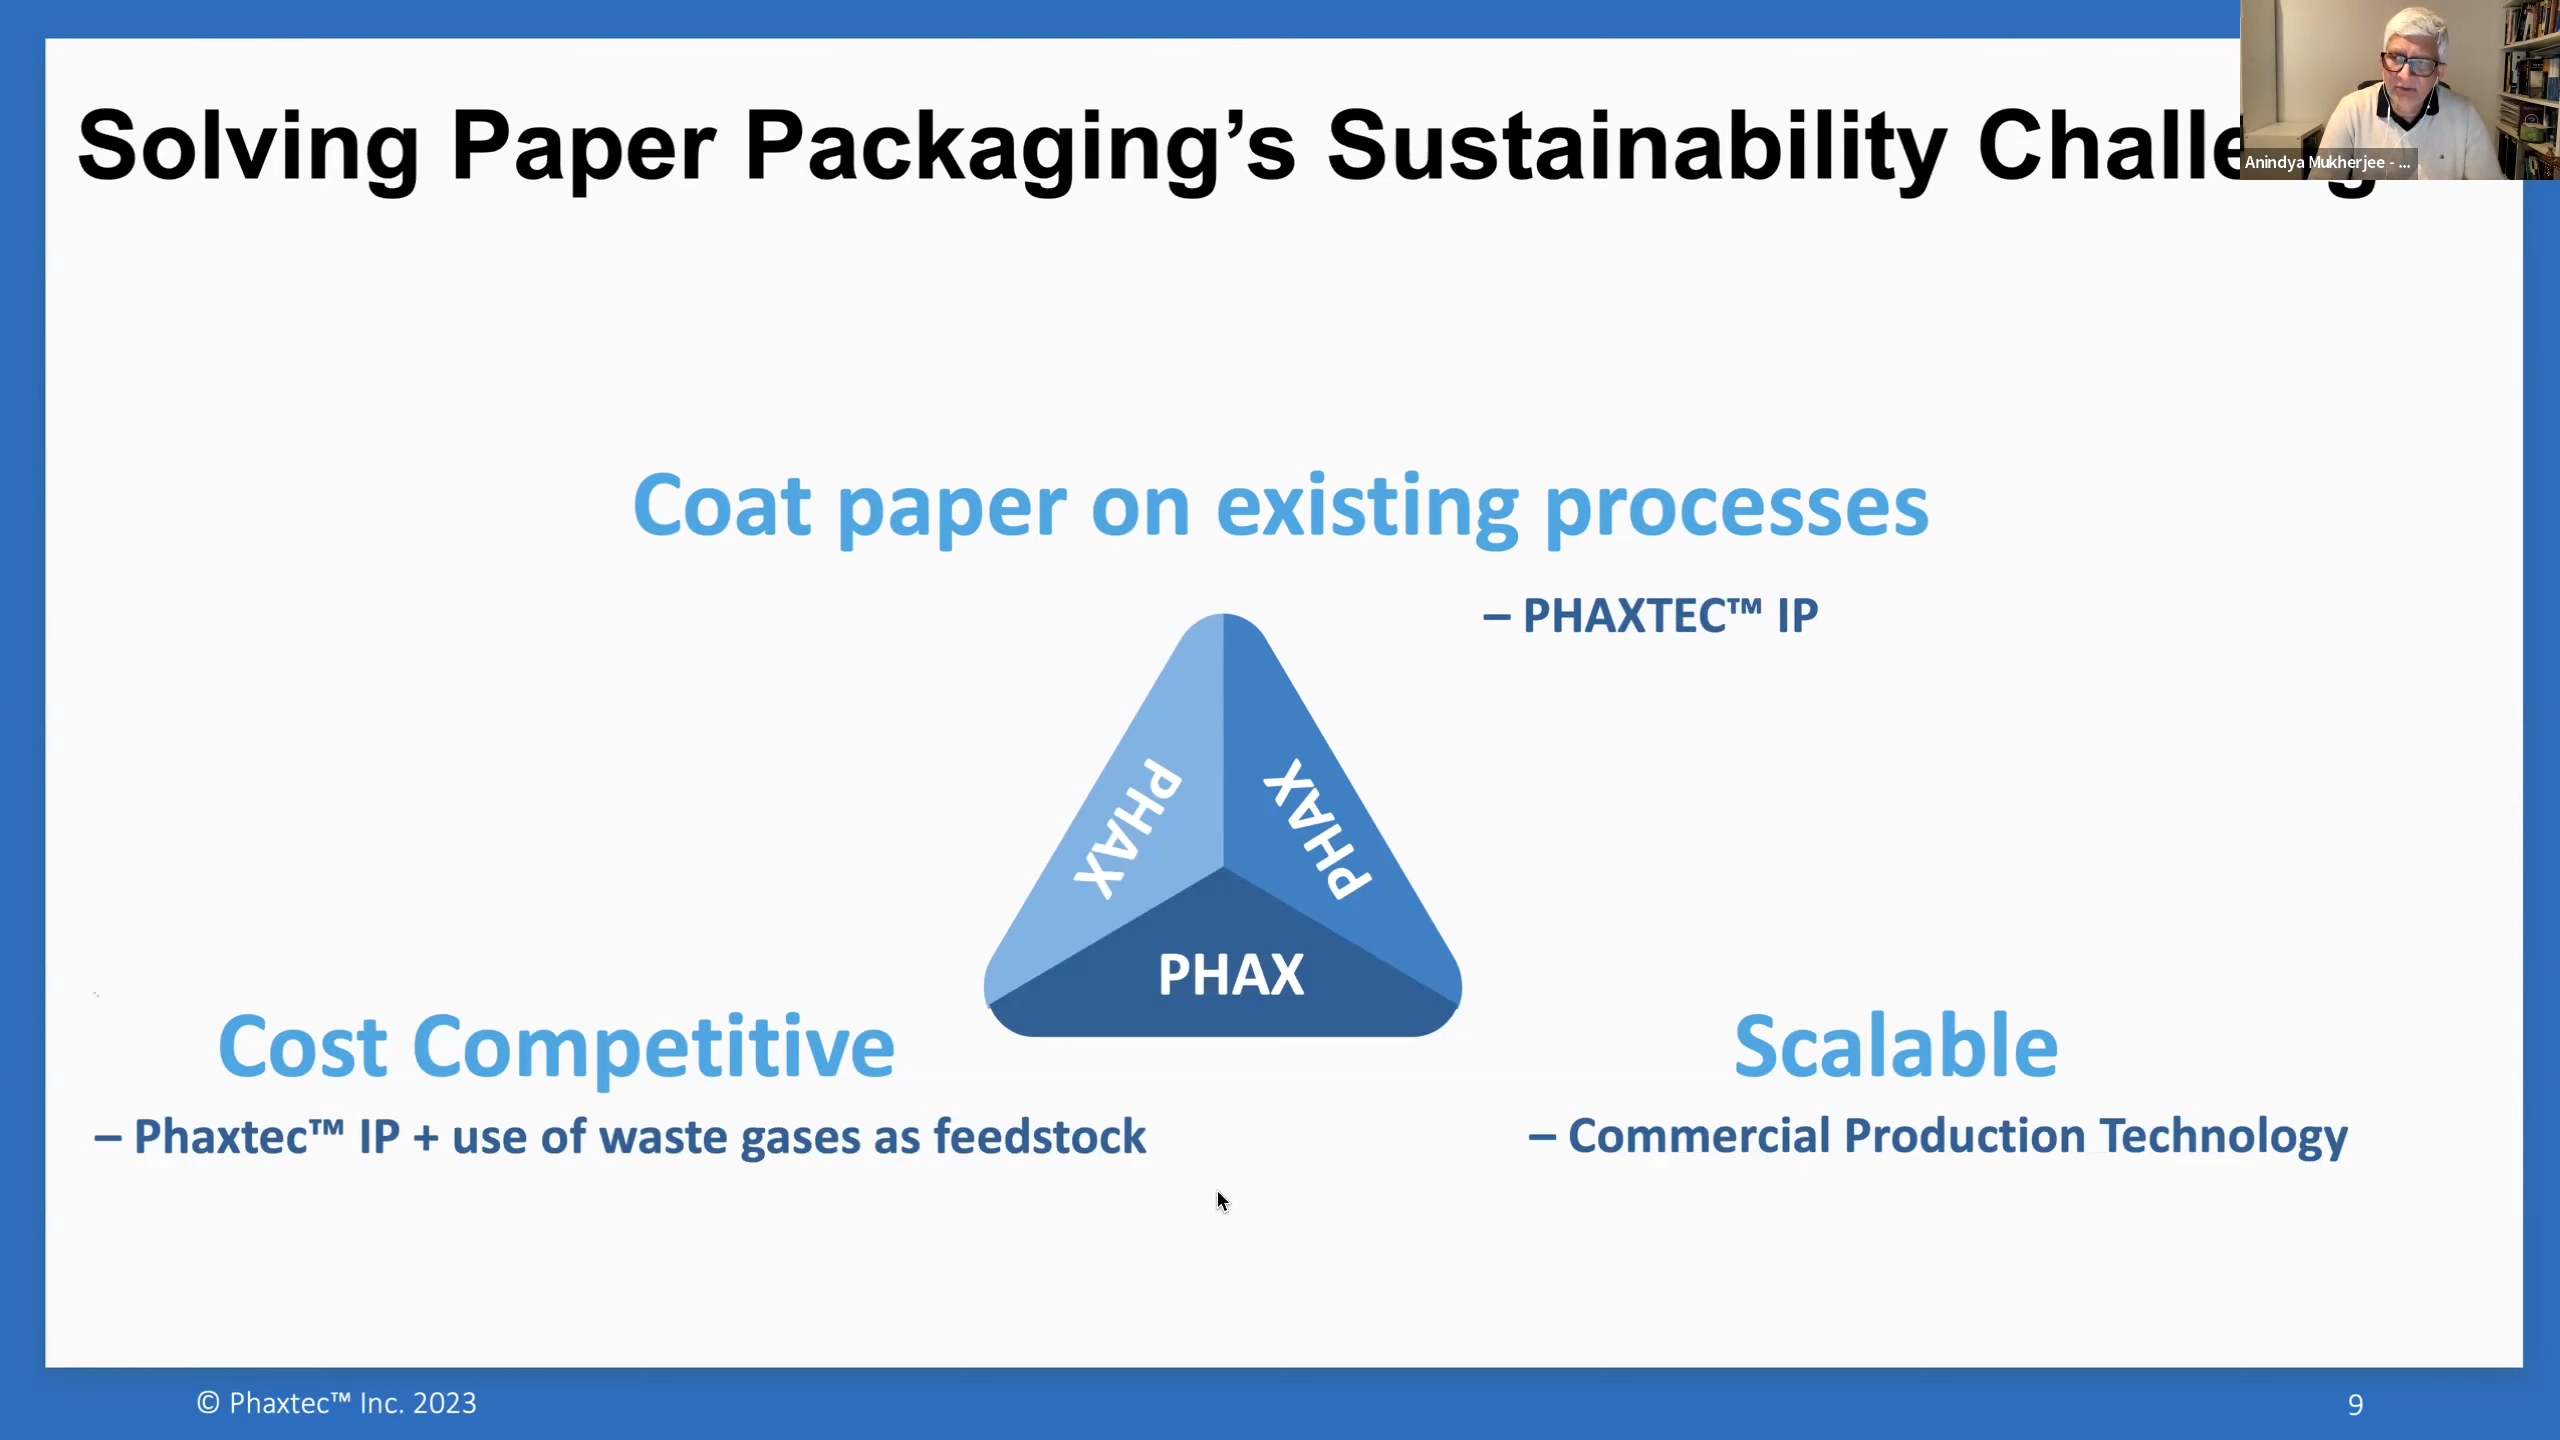 Solving Paper Packaging’s Sustainability
Anindya Mukherjee - ...
Coat paper on existing processes
– PHAXTEC™ IP
PHAX
PHAX
PHAX
Cost Competitive
Scalable
– Phaxtec™ IP + use of waste gases as feedstock
– Commercial Production Technology
© Phaxtec™ Inc. 2023
9